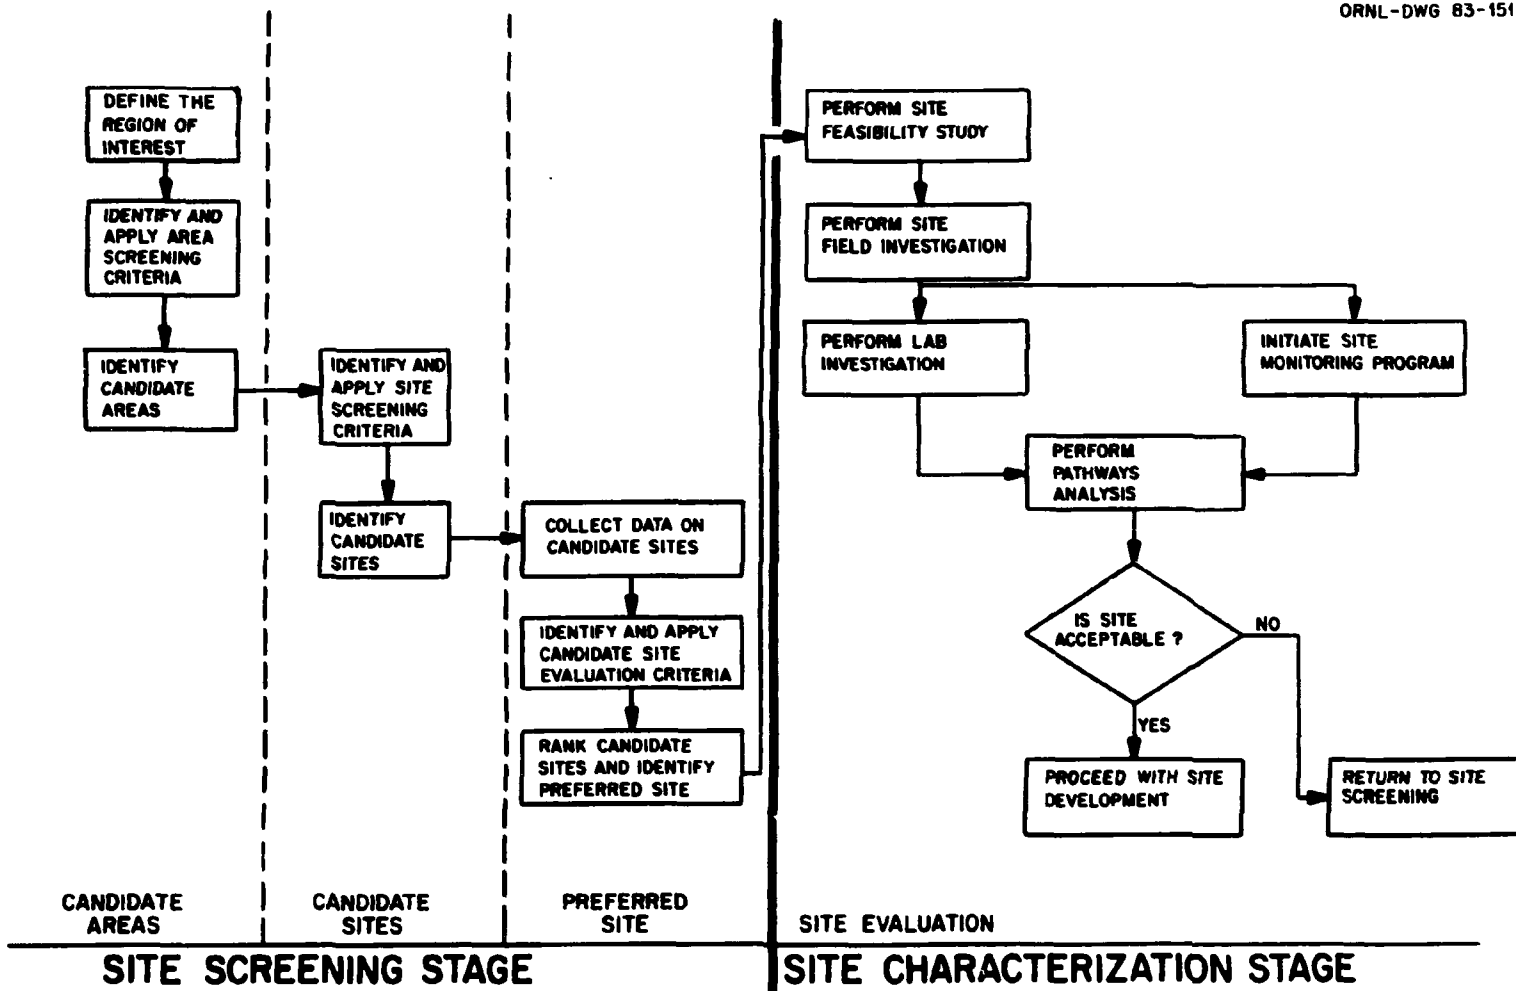 ORNL-DWG 83-151
DEFINE THE
REGION OF
INTEREST
IDENTIFY AND
APPLY AREA
SCREENING
CRITERIA
IDENTIFY
CANDIDATE
AREAS
IDENTIFY AND
APPLY SITE
SCREENING
CRITERIA
IDENTIFY
CANDIDATE
SITES
COLLECT DATA ON
CANDIDATE SITES
IDENTIFY AND APPLY
CANDIDATE SITE
EVALUATION CRITERIA
RANK CANDIDATE
SITES AND IDENTIFY
PREFERRED SITE
PERFORM SITE
FEASIBILITY STUDY
PERFORM SITE
FIELD INVESTIGATION
PERFORM LAB
INVESTIGATION
INITIATE SITE
MONITORING PROGRAM
PERFORM
PATHWAYS
ANALYSIS
IS SITE
ACCEPTABLE ?
NO
YES
PROCEED WITH SITE
DEVELOPMENT
RETURN TO SITE
SCREENING
CANDIDATE
AREAS
CANDIDATE
SITES
PREFERRED
SITE
SITE EVALUATION
SITE SCREENING STAGE
SITE CHARACTERIZATION STAGE